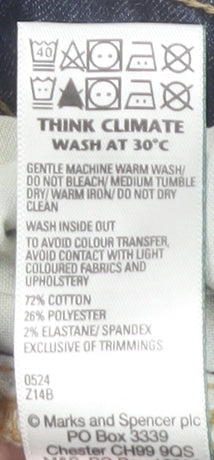 40
THINK CLIMATE
WASH AT 30°C
GENTLE MACHINE WARM WASH/
DO NOT BLEACH/ MEDIUM TUMBLE
DRY/ WARM IRON/ DO NOT DRY
CLEAN
WASH INSIDE OUT
TO AVOID COLOUR TRANSFER,
AVOID CONTACT WITH LIGHT
COLOURED FABRICS AND
UPHOLSTERY
72% COTTON
26% POLYESTER
2% ELASTANE/ SPANDEX
EXCLUSIVE OF TRIMMINGS
0524
Z14B
© Marks and Spencer plc
PO Box 3339
Chester CH99 9QS